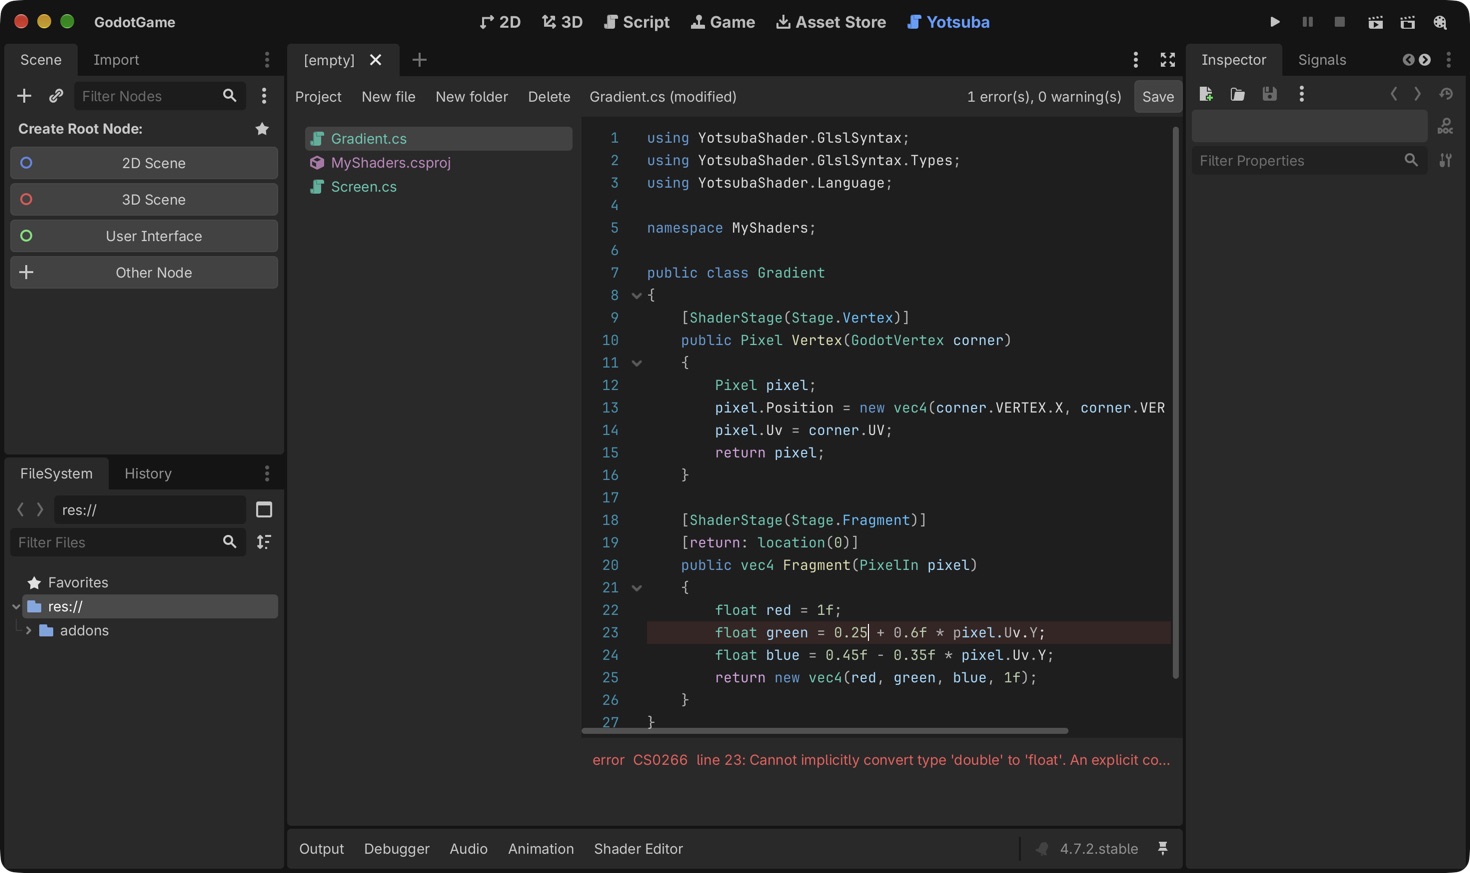 GodotGame
2D 3D Script Game Asset Store Yotsuba
Scene Import
Filter Nodes
Create Root Node:
2D Scene
3D Scene
User Interface
Other Node
FileSystem History
res://
Filter Files
Favorites
res://
addons
[empty]
Project New file New folder Delete Gradient.cs (modified) 1 error(s), 0 warning(s) Save
Gradient.cs
MyShaders.csproj
Screen.cs
1 using YotsubaShader.GlslSyntax;
2 using YotsubaShader.GlslSyntax.Types;
3 using YotsubaShader.Language;
4
5 namespace MyShaders;
6
7 public class Gradient
8 {
9 [ShaderStage(Stage.Vertex)]
10 public Pixel Vertex(GodotVertex corner)
11 {
12 Pixel pixel;
13 pixel.Position = new vec4(corner.VERTEX.X, corner.VER
14 pixel.Uv = corner.UV;
15 return pixel;
16 }
17
18 [ShaderStage(Stage.Fragment)]
19 [return: location(0)]
20 public vec4 Fragment(PixelIn pixel)
21 {
22 float red = 1f;
23 float green = 0.25 + 0.6f * pixel.Uv.Y;
24 float blue = 0.45f - 0.35f * pixel.Uv.Y;
25 return new vec4(red, green, blue, 1f);
26 }
27 }
error CS0266 line 23: Cannot implicitly convert type 'double' to 'float'. An explicit co...
Output Debugger Audio Animation Shader Editor 4.7.2.stable
Inspector Signals
DOC
Filter Properties